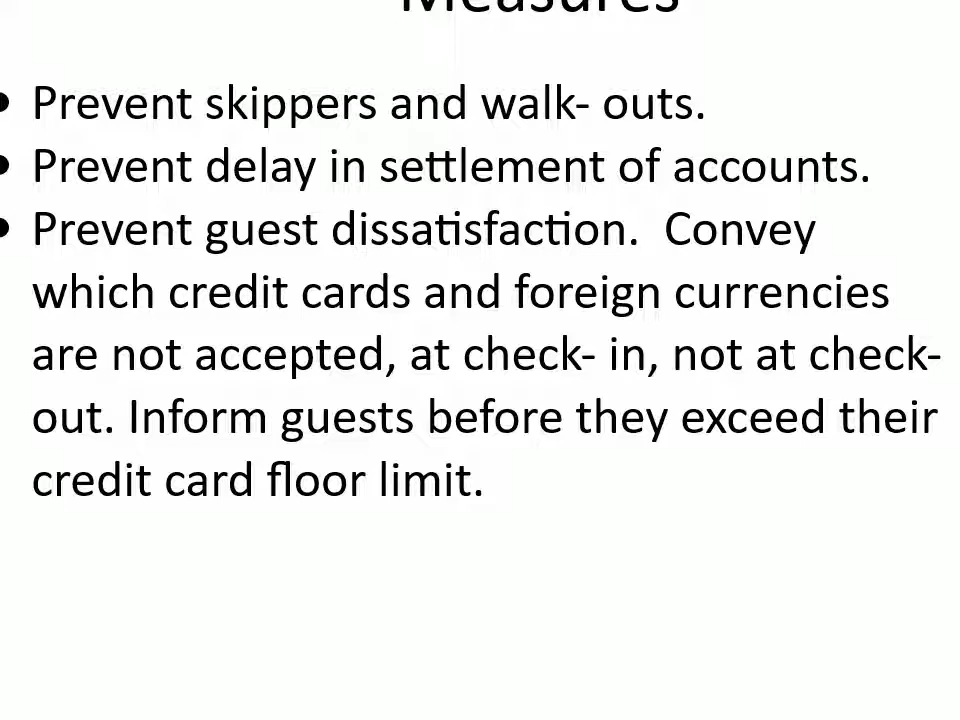 Measures
• Prevent skippers and walk- outs.
• Prevent delay in settlement of accounts.
• Prevent guest dissatisfaction.  Convey
which credit cards and foreign currencies
are not accepted, at check- in, not at check-
out. Inform guests before they exceed their
credit card floor limit.